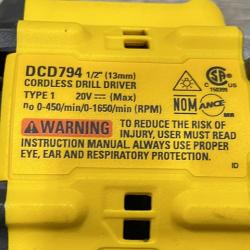 DCD794 1/2" (13mm)
CORDLESS DRILL DRIVER
TYPE 1 20V ⎓ (Max)
no 0-450/min/0-1650/min (RPM)
NOM ANCE
WARNING TO REDUCE THE RISK OF
INJURY, USER MUST READ
INSTRUCTION MANUAL. ALWAYS USE PROPER
EYE, EAR AND RESPIRATORY PROTECTION.
ID